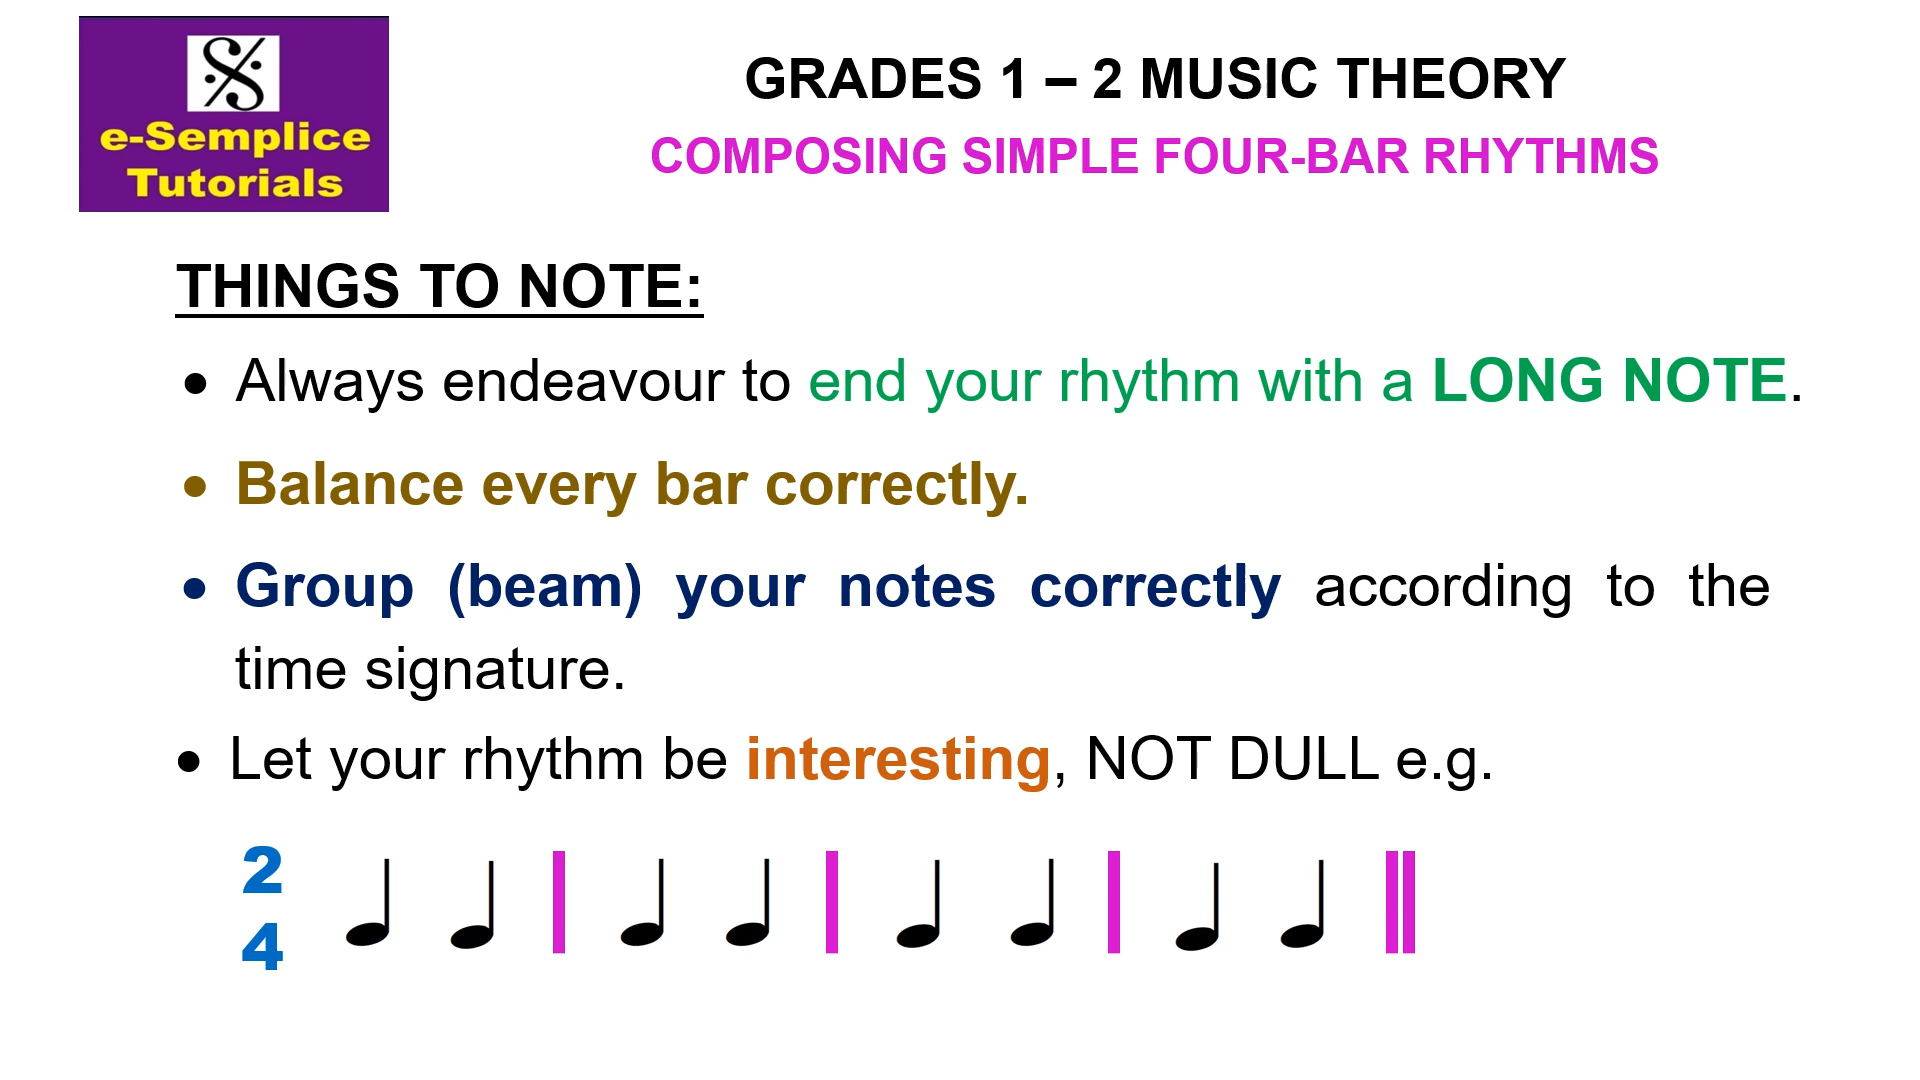 e-Semplice
Tutorials
GRADES 1 – 2 MUSIC THEORY
COMPOSING SIMPLE FOUR-BAR RHYTHMS
THINGS TO NOTE:
• Always endeavour to end your rhythm with a LONG NOTE.
• Balance every bar correctly.
• Group (beam) your notes correctly according to the
time signature.
• Let your rhythm be interesting, NOT DULL e.g.
2
4